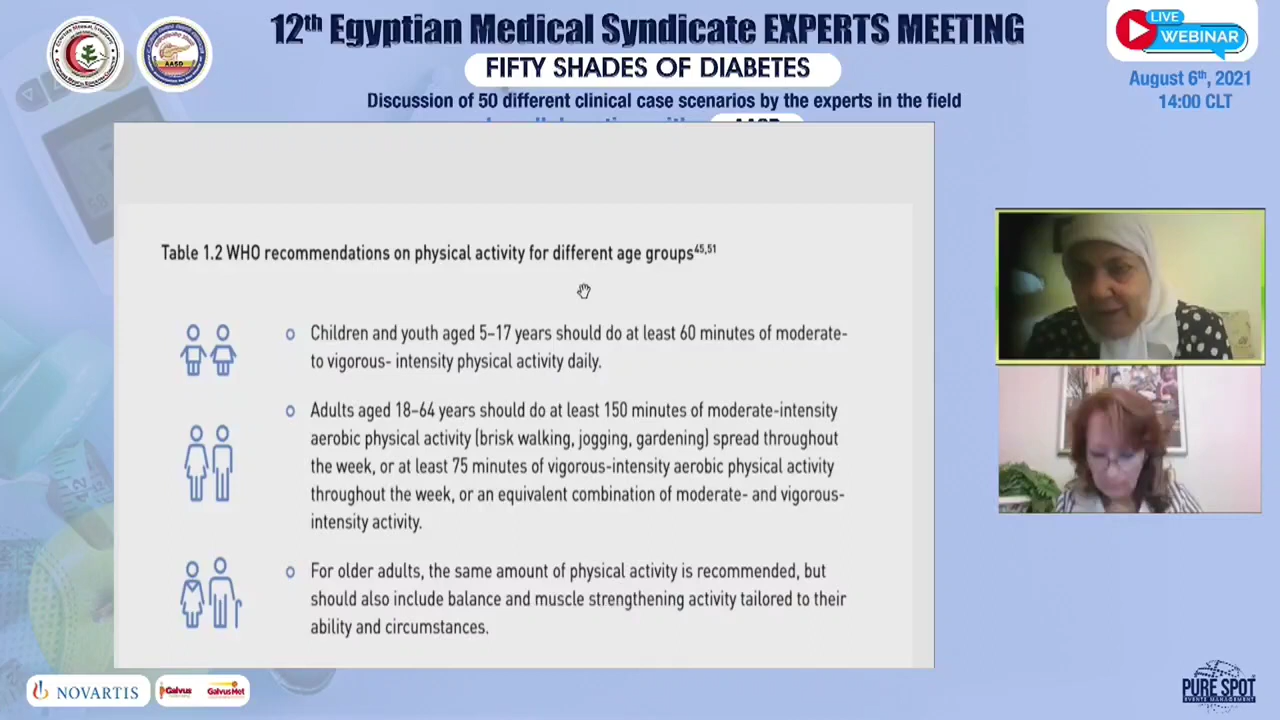 12th Egyptian Medical Syndicate EXPERTS MEETING
FIFTY SHADES OF DIABETES
Discussion of 50 different clinical case scenarios by the experts in the field
LIVE
WEBINAR
August 6th, 2021
14:00 CLT
AASD
Table 1.2 WHO recommendations on physical activity for different age groups45,51
Children and youth aged 5–17 years should do at least 60 minutes of moderate-
to vigorous- intensity physical activity daily.
Adults aged 18–64 years should do at least 150 minutes of moderate-intensity
aerobic physical activity (brisk walking, jogging, gardening) spread throughout
the week, or at least 75 minutes of vigorous-intensity aerobic physical activity
throughout the week, or an equivalent combination of moderate- and vigorous-
intensity activity.
For older adults, the same amount of physical activity is recommended, but
should also include balance and muscle strengthening activity tailored to their
ability and circumstances.
NOVARTIS
Galvus
GalvusMet
PURE SPOT
EVENTS MANAGEMENT